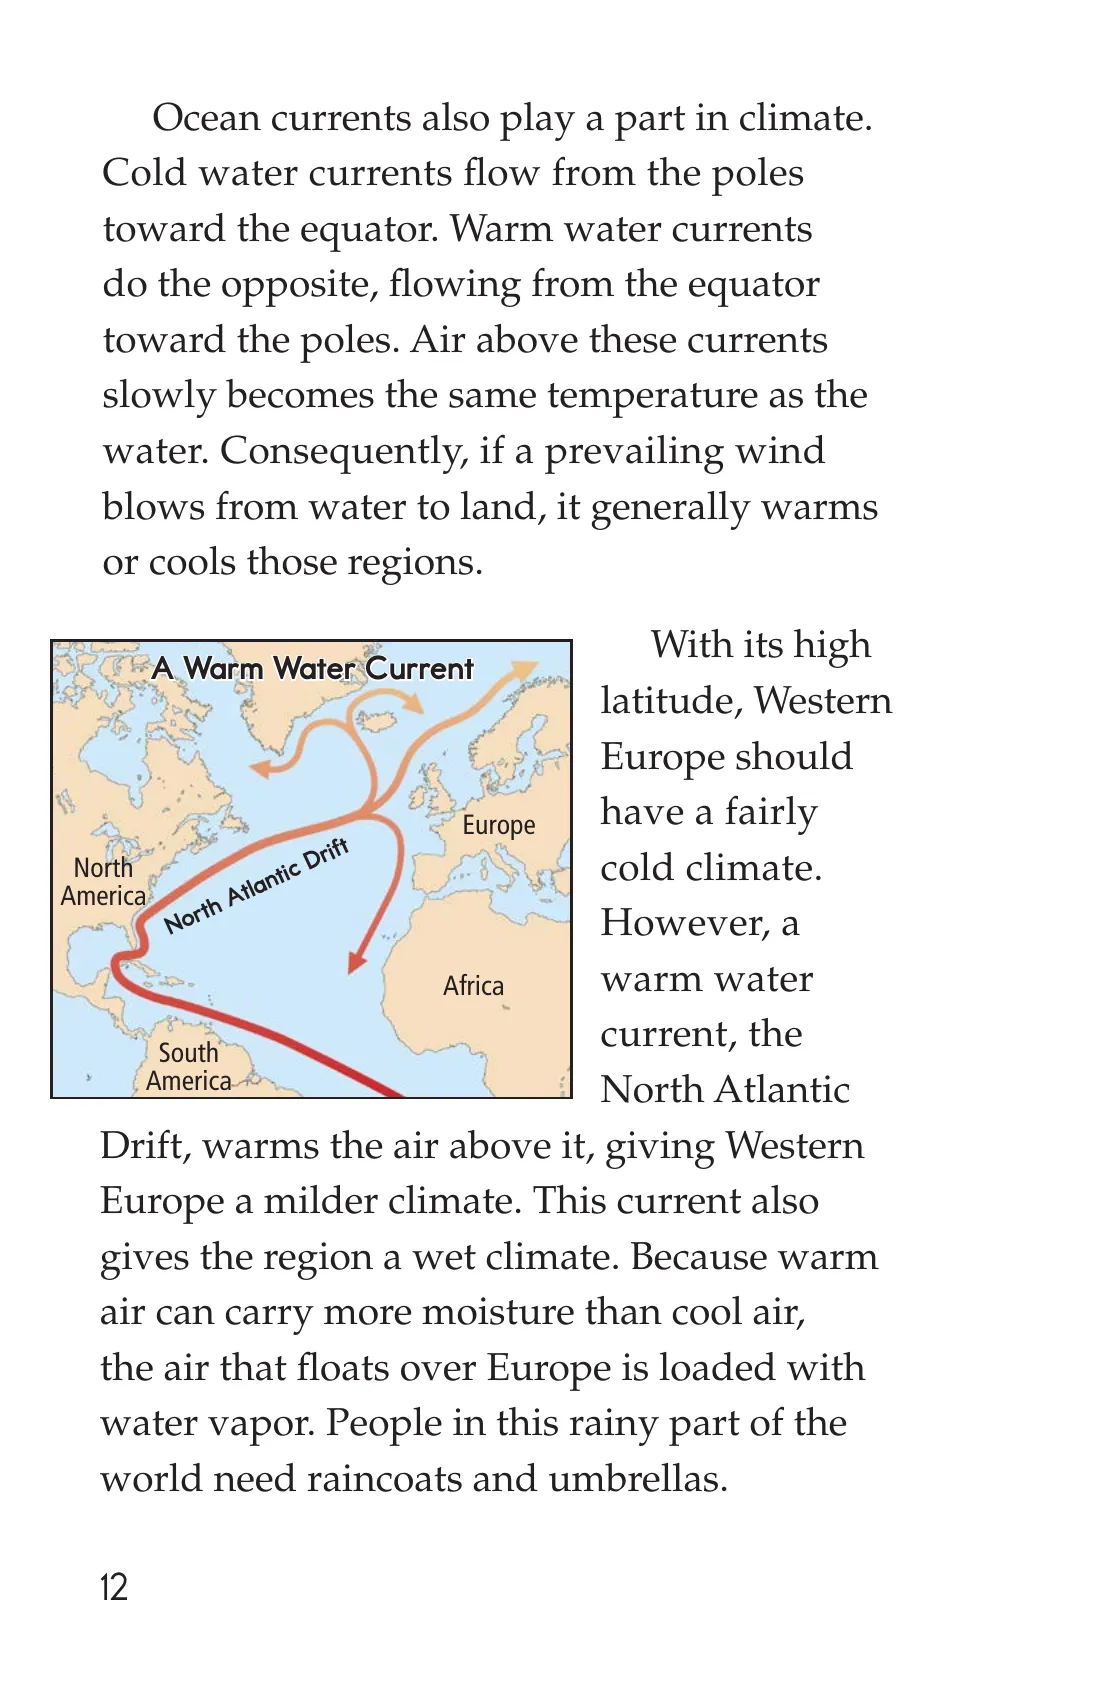 Ocean currents also play a part in climate.
Cold water currents flow from the poles
toward the equator. Warm water currents
do the opposite, flowing from the equator
toward the poles. Air above these currents
slowly becomes the same temperature as the
water. Consequently, if a prevailing wind
blows from water to land, it generally warms
or cools those regions.
A Warm Water Current
North
America
North Atlantic Drift
Europe
Africa
South
America
With its high
latitude, Western
Europe should
have a fairly
cold climate.
However, a
warm water
current, the
North Atlantic
Drift, warms the air above it, giving Western
Europe a milder climate. This current also
gives the region a wet climate. Because warm
air can carry more moisture than cool air,
the air that floats over Europe is loaded with
water vapor. People in this rainy part of the
world need raincoats and umbrellas.
12